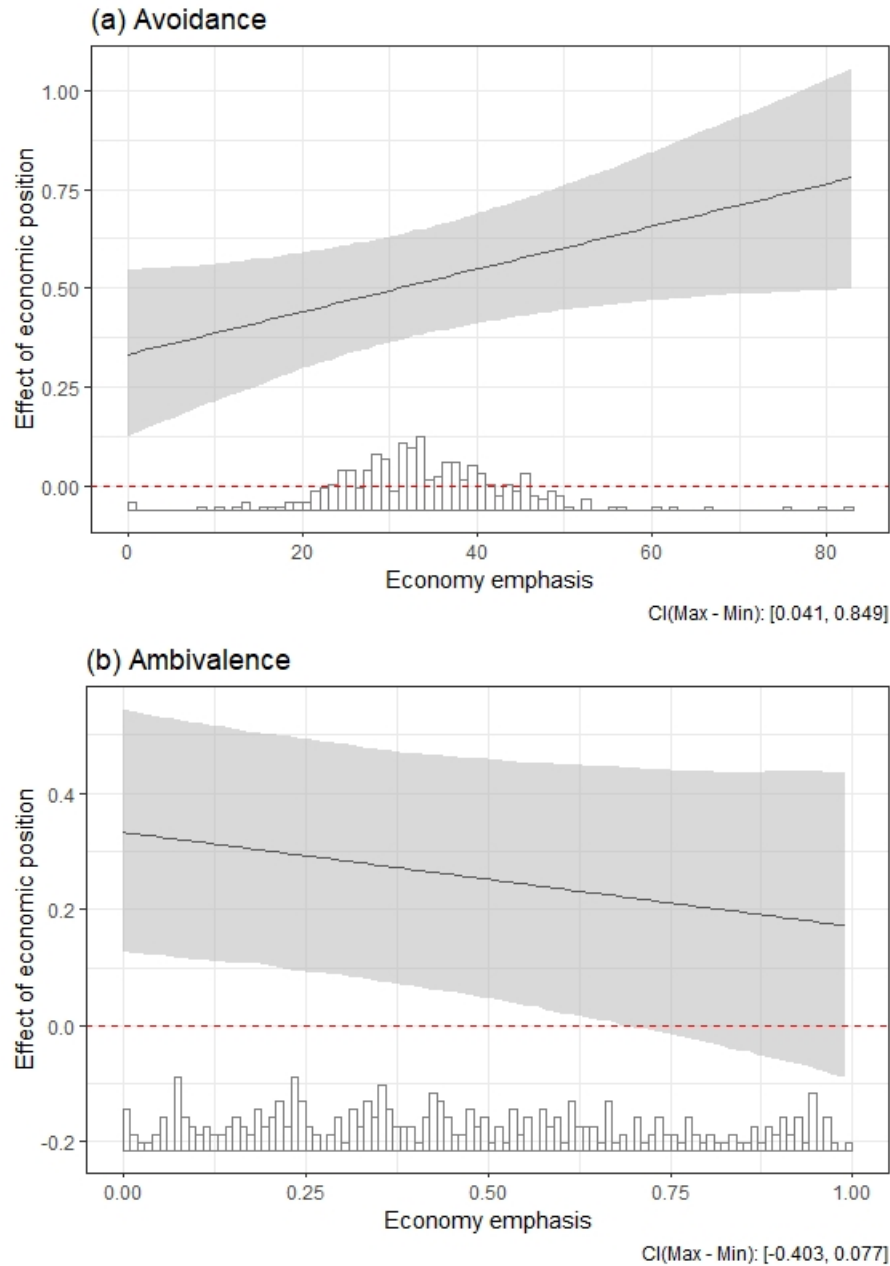 (a) Avoidance
1.00
0.75
0.50
0.25
0.00
Effect of economic position
0 20 40 60 80
Economy emphasis
CI(Max - Min): [0.041, 0.849]
(b) Ambivalence
0.4
0.2
0.0
-0.2
Effect of economic position
0.00 0.25 0.50 0.75 1.00
Economy emphasis
CI(Max - Min): [-0.403, 0.077]